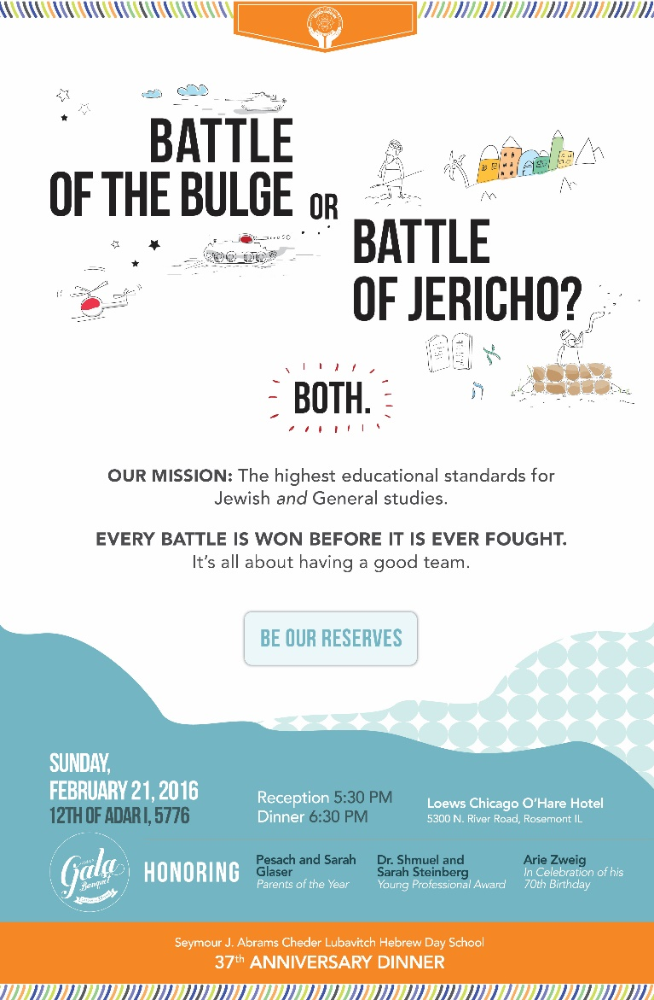 BATTLE
OF THE BULGE
OR
BATTLE
OF JERICHO?
א
ה
BOTH.
OUR MISSION: The highest educational standards for
Jewish and General studies.
EVERY BATTLE IS WON BEFORE IT IS EVER FOUGHT.
It's all about having a good team.
BE OUR RESERVES
SUNDAY,
FEBRUARY 21, 2016
12TH OF ADAR I, 5776
Reception 5:30 PM
Dinner 6:30 PM
Loews Chicago O'Hare Hotel
5300 N. River Road, Rosemont IL
Gala
Banquet
HONORING
Pesach and Sarah
Glaser
Parents of the Year
Dr. Shmuel and
Sarah Steinberg
Young Professional Award
Arie Zweig
In Celebration of his
70th Birthday
Seymour J. Abrams Cheder Lubavitch Hebrew Day School
37th ANNIVERSARY DINNER